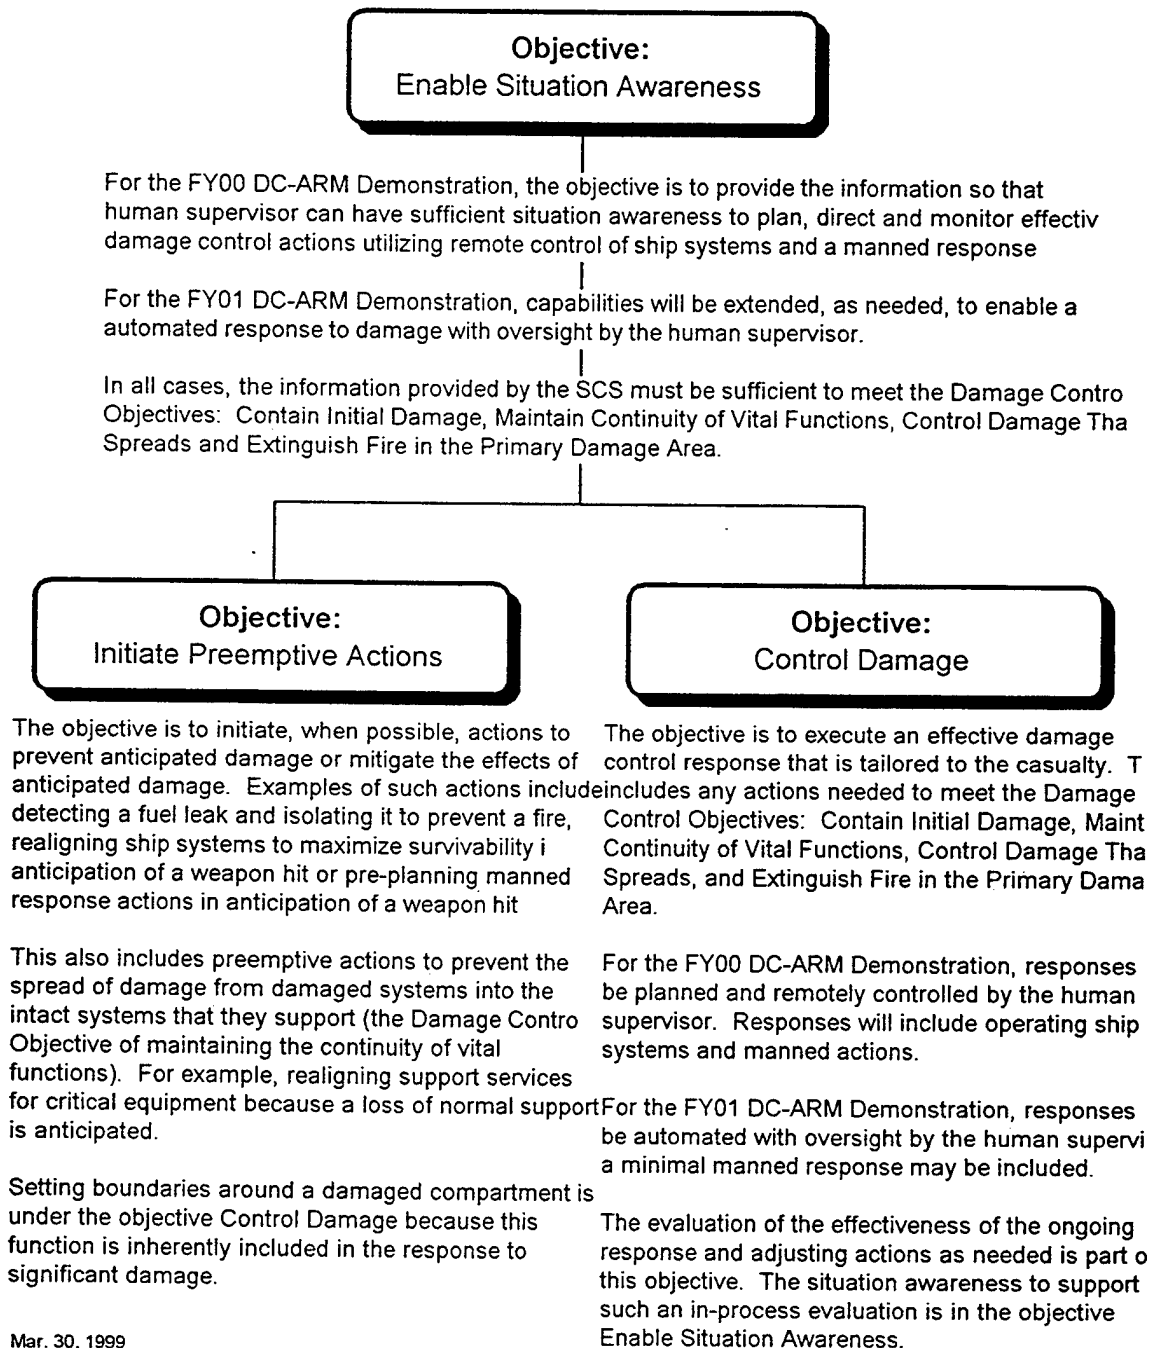 Objective:
Enable Situation Awareness
For the FY00 DC-ARM Demonstration, the objective is to provide the information so that
human supervisor can have sufficient situation awareness to plan, direct and monitor effectiv
damage control actions utilizing remote control of ship systems and a manned response
For the FY01 DC-ARM Demonstration, capabilities will be extended, as needed, to enable a
automated response to damage with oversight by the human supervisor.
In all cases, the information provided by the SCS must be sufficient to meet the Damage Contro
Objectives: Contain Initial Damage, Maintain Continuity of Vital Functions, Control Damage Tha
Spreads and Extinguish Fire in the Primary Damage Area.
Objective:
Initiate Preemptive Actions
The objective is to initiate, when possible, actions to
prevent anticipated damage or mitigate the effects of
anticipated damage. Examples of such actions include
detecting a fuel leak and isolating it to prevent a fire,
realigning ship systems to maximize survivability i
anticipation of a weapon hit or pre-planning manned
response actions in anticipation of a weapon hit
This also includes preemptive actions to prevent the
spread of damage from damaged systems into the
intact systems that they support (the Damage Contro
Objective of maintaining the continuity of vital
functions). For example, realigning support services
for critical equipment because a loss of normal support
is anticipated.
Setting boundaries around a damaged compartment is
under the objective Control Damage because this
function is inherently included in the response to
significant damage.
Mar. 30, 1999
Objective:
Control Damage
The objective is to execute an effective damage
control response that is tailored to the casualty. T
includes any actions needed to meet the Damage
Control Objectives: Contain Initial Damage, Maint
Continuity of Vital Functions, Control Damage Tha
Spreads, and Extinguish Fire in the Primary Dama
Area.
For the FY00 DC-ARM Demonstration, responses
be planned and remotely controlled by the human
supervisor. Responses will include operating ship
systems and manned actions.
For the FY01 DC-ARM Demonstration, responses
be automated with oversight by the human supervi
a minimal manned response may be included.
The evaluation of the effectiveness of the ongoing
response and adjusting actions as needed is part o
this objective. The situation awareness to support
such an in-process evaluation is in the objective
Enable Situation Awareness.